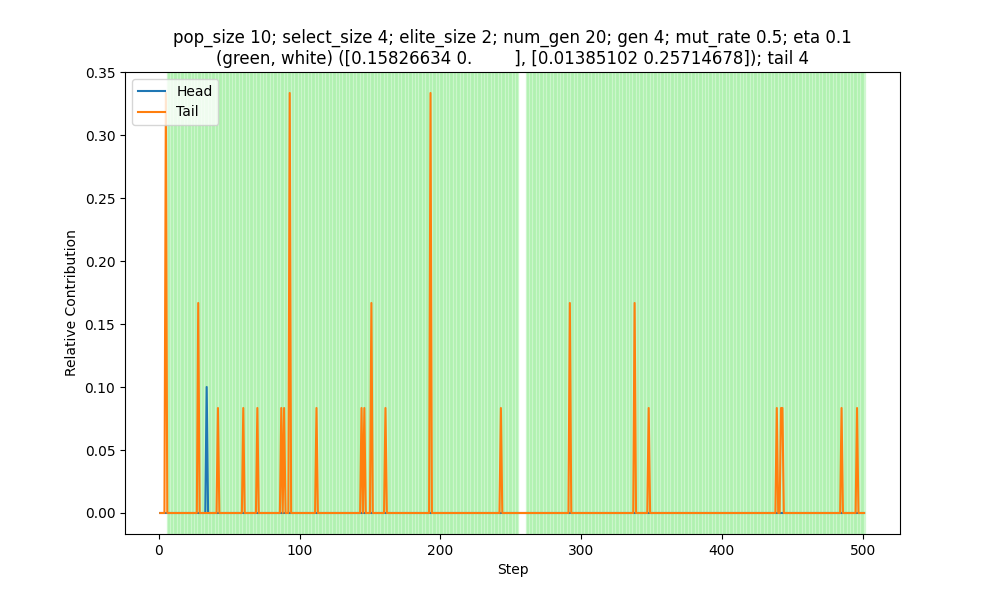 pop_size 10; select_size 4; elite_size 2; num_gen 20; gen 4; mut_rate 0.5; eta 0.1
(green, white) ([0.15826634 0.        ], [0.01385102 0.25714678]); tail 4
Head
Tail
0.35
0.30
0.25
0.20
0.15
0.10
0.05
0.00
Relative Contribution
0 100 200 300 400 500
Step